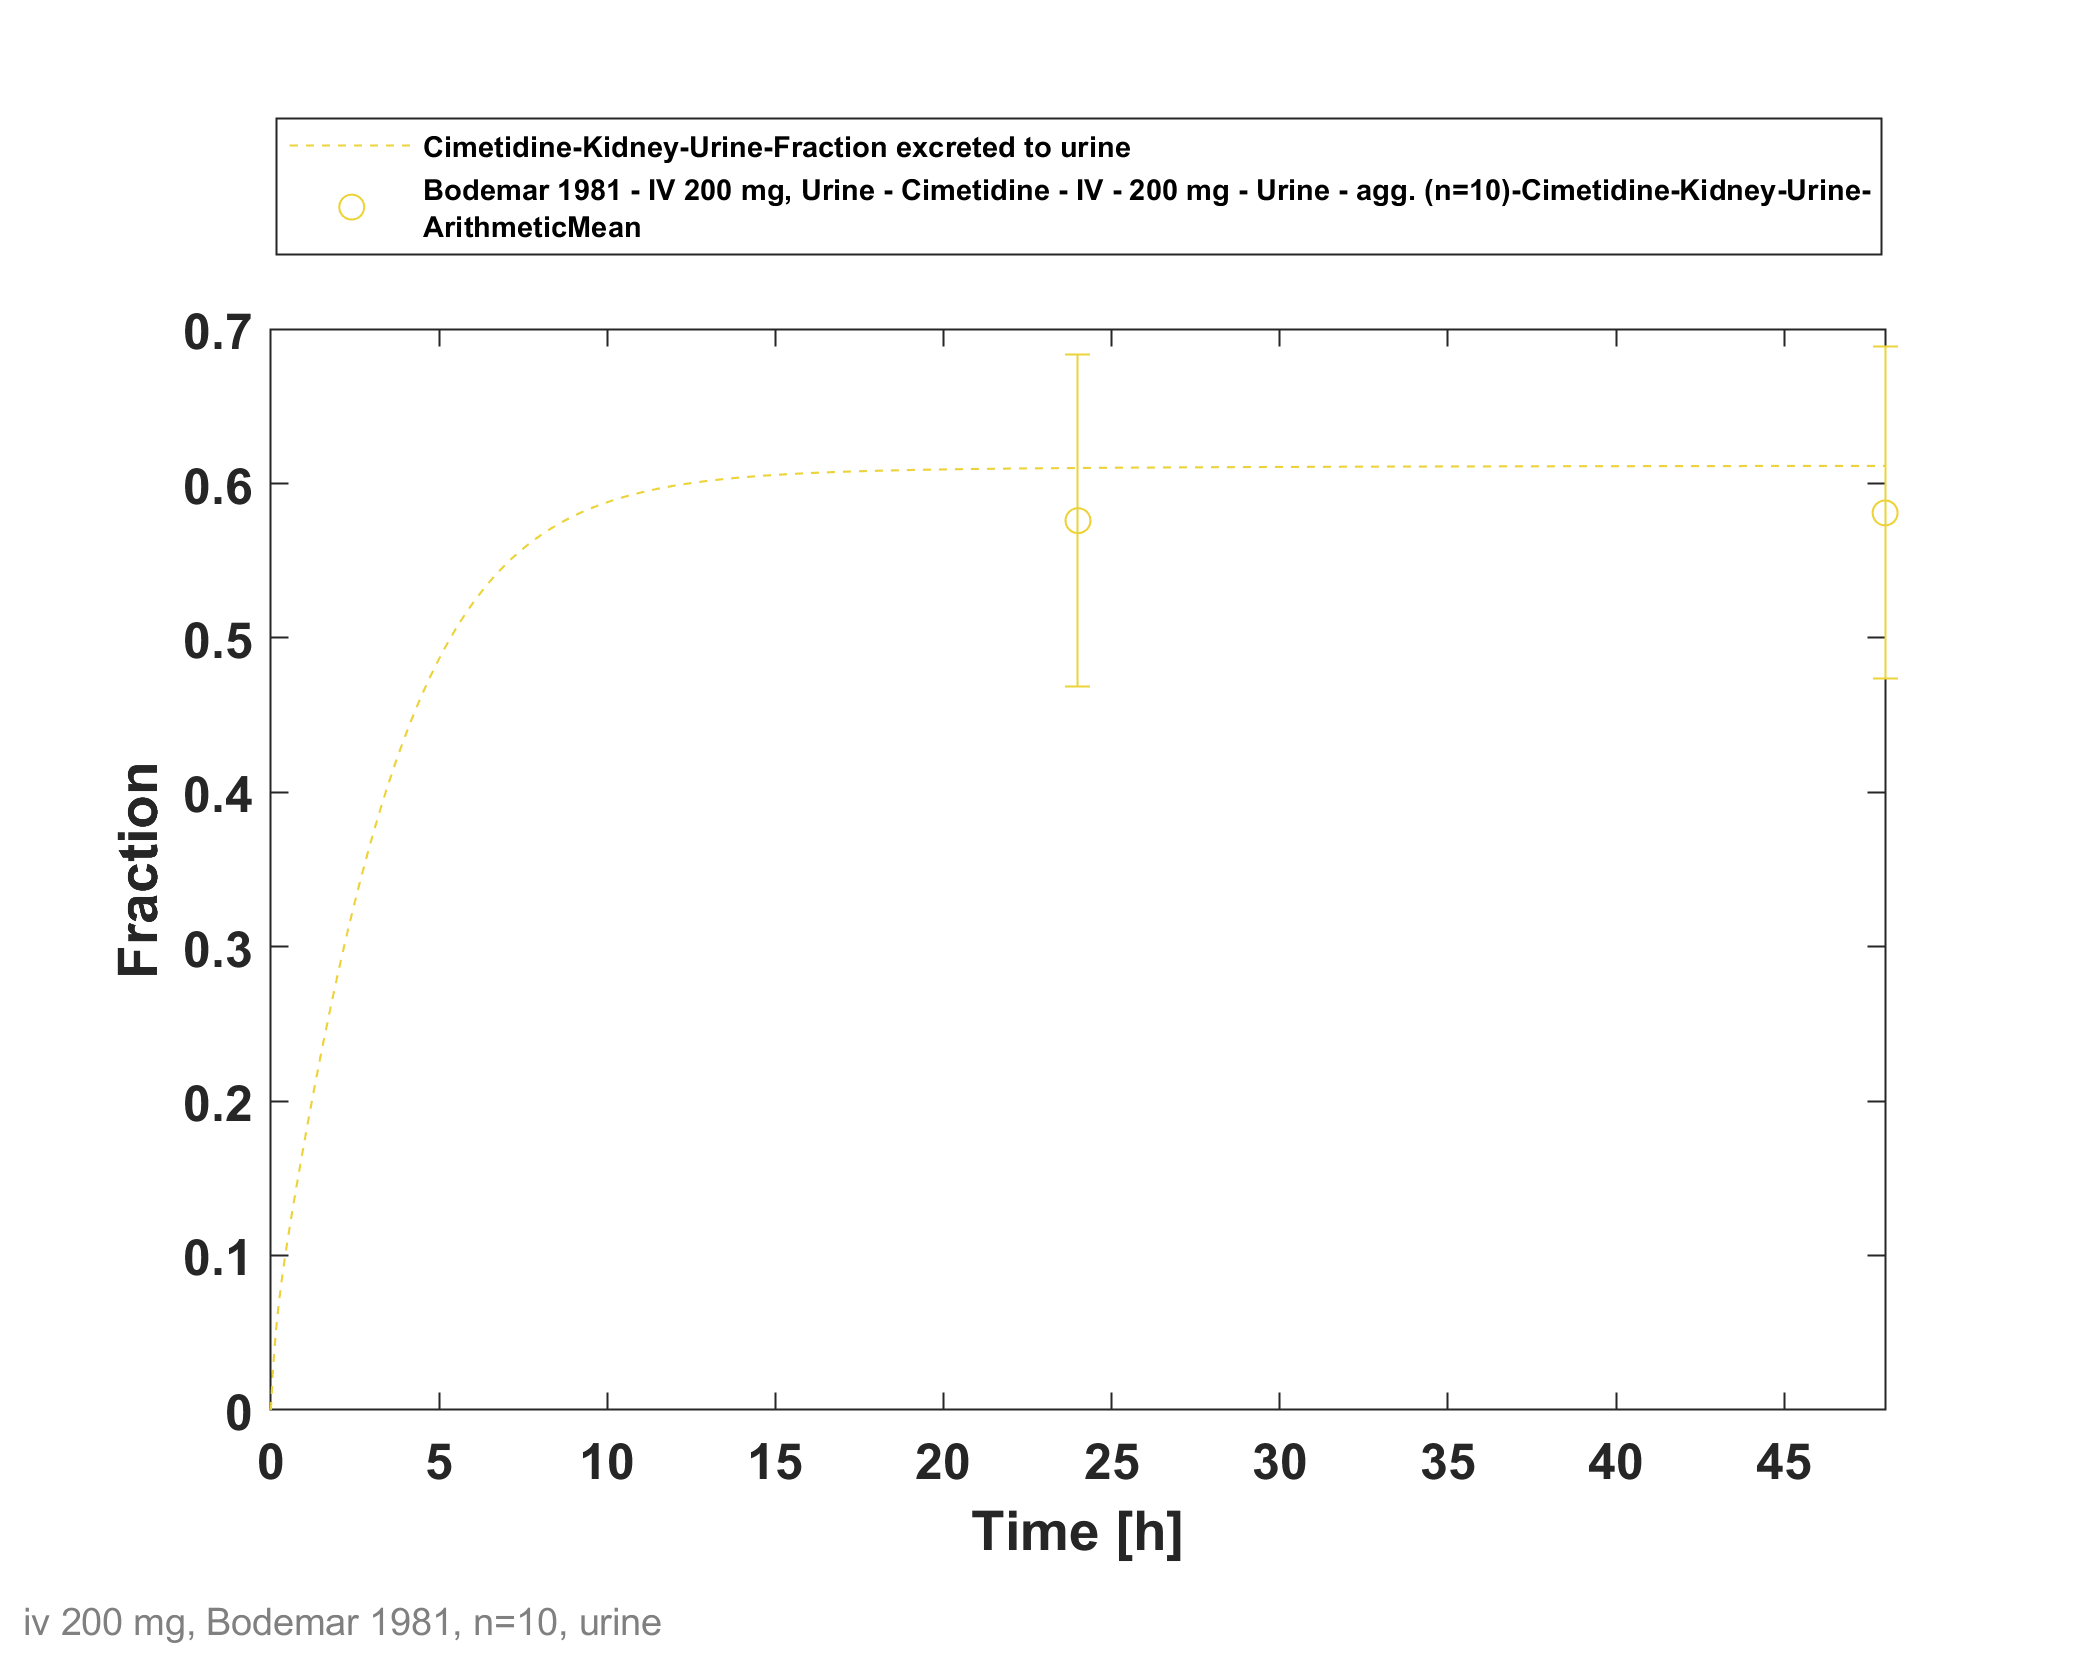 Cimetidine-Kidney-Urine-Fraction excreted to urine
Bodemar 1981 - IV 200 mg, Urine - Cimetidine - IV - 200 mg - Urine - agg. (n=10)-Cimetidine-Kidney-Urine-
ArithmeticMean
0.7
0.6
0.5
0.4
0.3
0.2
0.1
0
Fraction
0 5 10 15 20 25 30 35 40 45
Time [h]
iv 200 mg, Bodemar 1981, n=10, urine